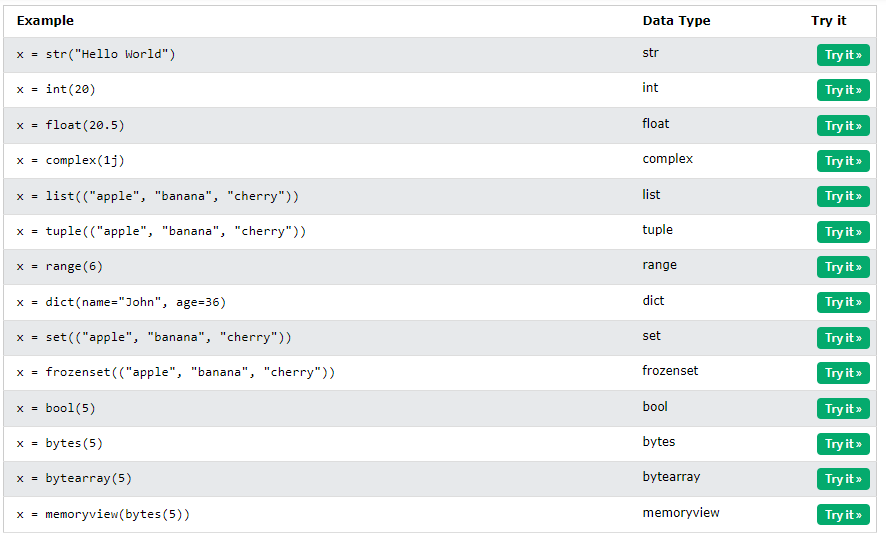 Example Data Type Try it
x = str("Hello World") str Try it »
x = int(20) int Try it »
x = float(20.5) float Try it »
x = complex(1j) complex Try it »
x = list(("apple", "banana", "cherry")) list Try it »
x = tuple(("apple", "banana", "cherry")) tuple Try it »
x = range(6) range Try it »
x = dict(name="John", age=36) dict Try it »
x = set(("apple", "banana", "cherry")) set Try it »
x = frozenset(("apple", "banana", "cherry")) frozenset Try it »
x = bool(5) bool Try it »
x = bytes(5) bytes Try it »
x = bytearray(5) bytearray Try it »
x = memoryview(bytes(5)) memoryview Try it »